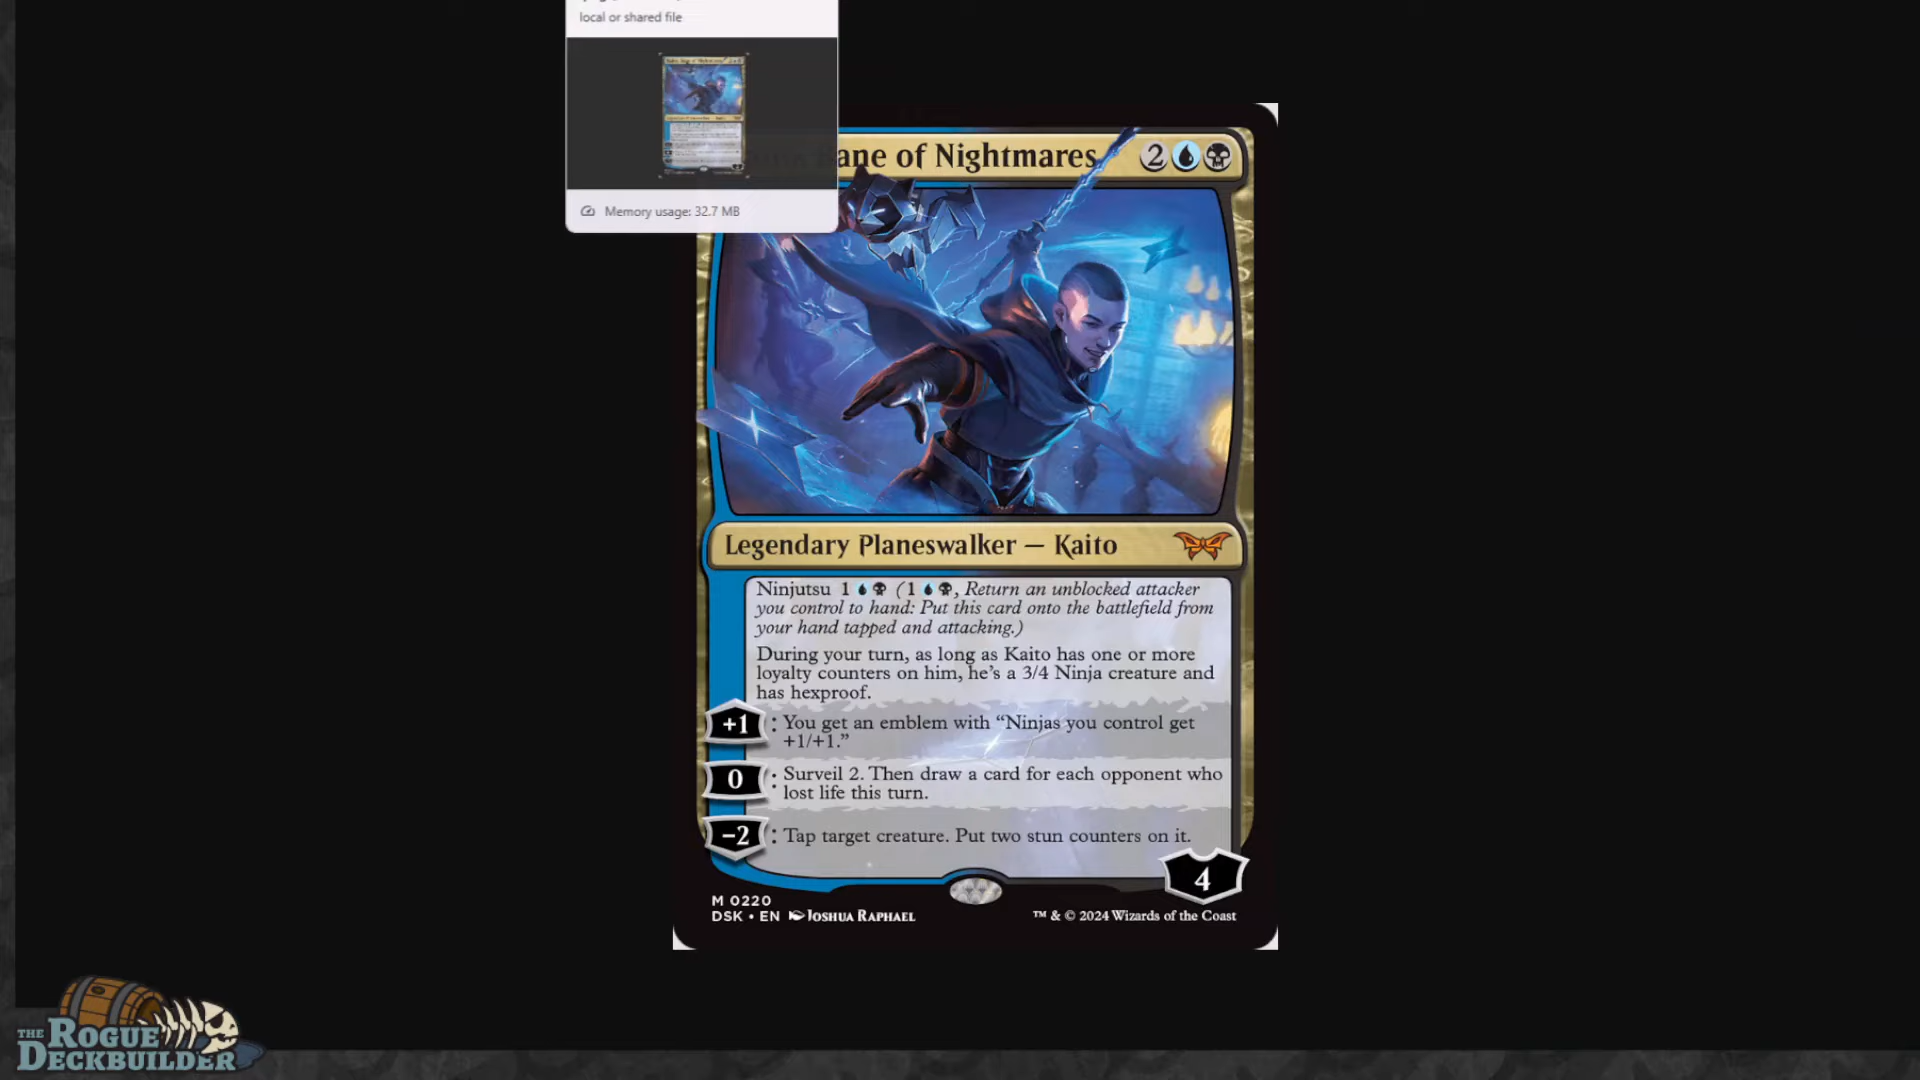 local or shared file
Memory usage: 32.7 MB
Bane of Nightmares 2
Legendary Planeswalker — Kaito
Ninjutsu 1 (1, Return an unblocked attacker
you control to hand: Put this card onto the battlefield from
your hand tapped and attacking.)
During your turn, as long as Kaito has one or more
loyalty counters on him, he's a 3/4 Ninja creature and
has hexproof.
+1 : You get an emblem with “Ninjas you control get
+1/+1.”
0 : Surveil 2. Then draw a card for each opponent who
lost life this turn.
−2 : Tap target creature. Put two stun counters on it.
4
M 0220
DSK • EN Joshua Raphael
™ & © 2024 Wizards of the Coast
THE ROGUE
DECKBUILDER